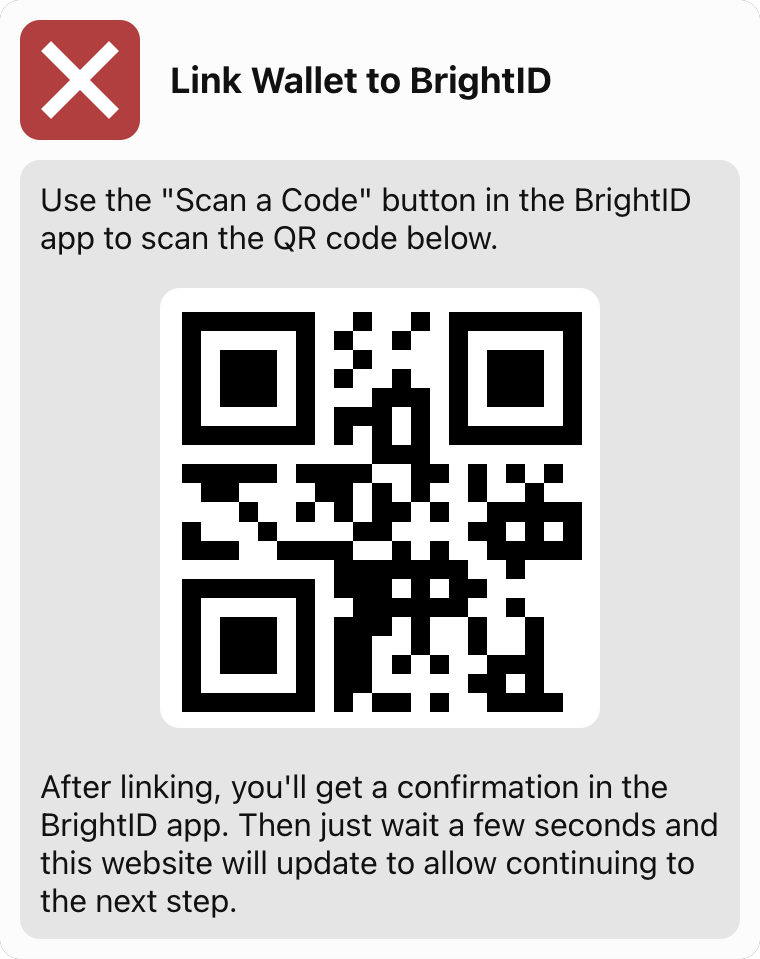 Link Wallet to BrightID
Use the "Scan a Code" button in the BrightID
app to scan the QR code below.
After linking, you'll get a confirmation in the
BrightID app. Then just wait a few seconds and
this website will update to allow continuing to
the next step.